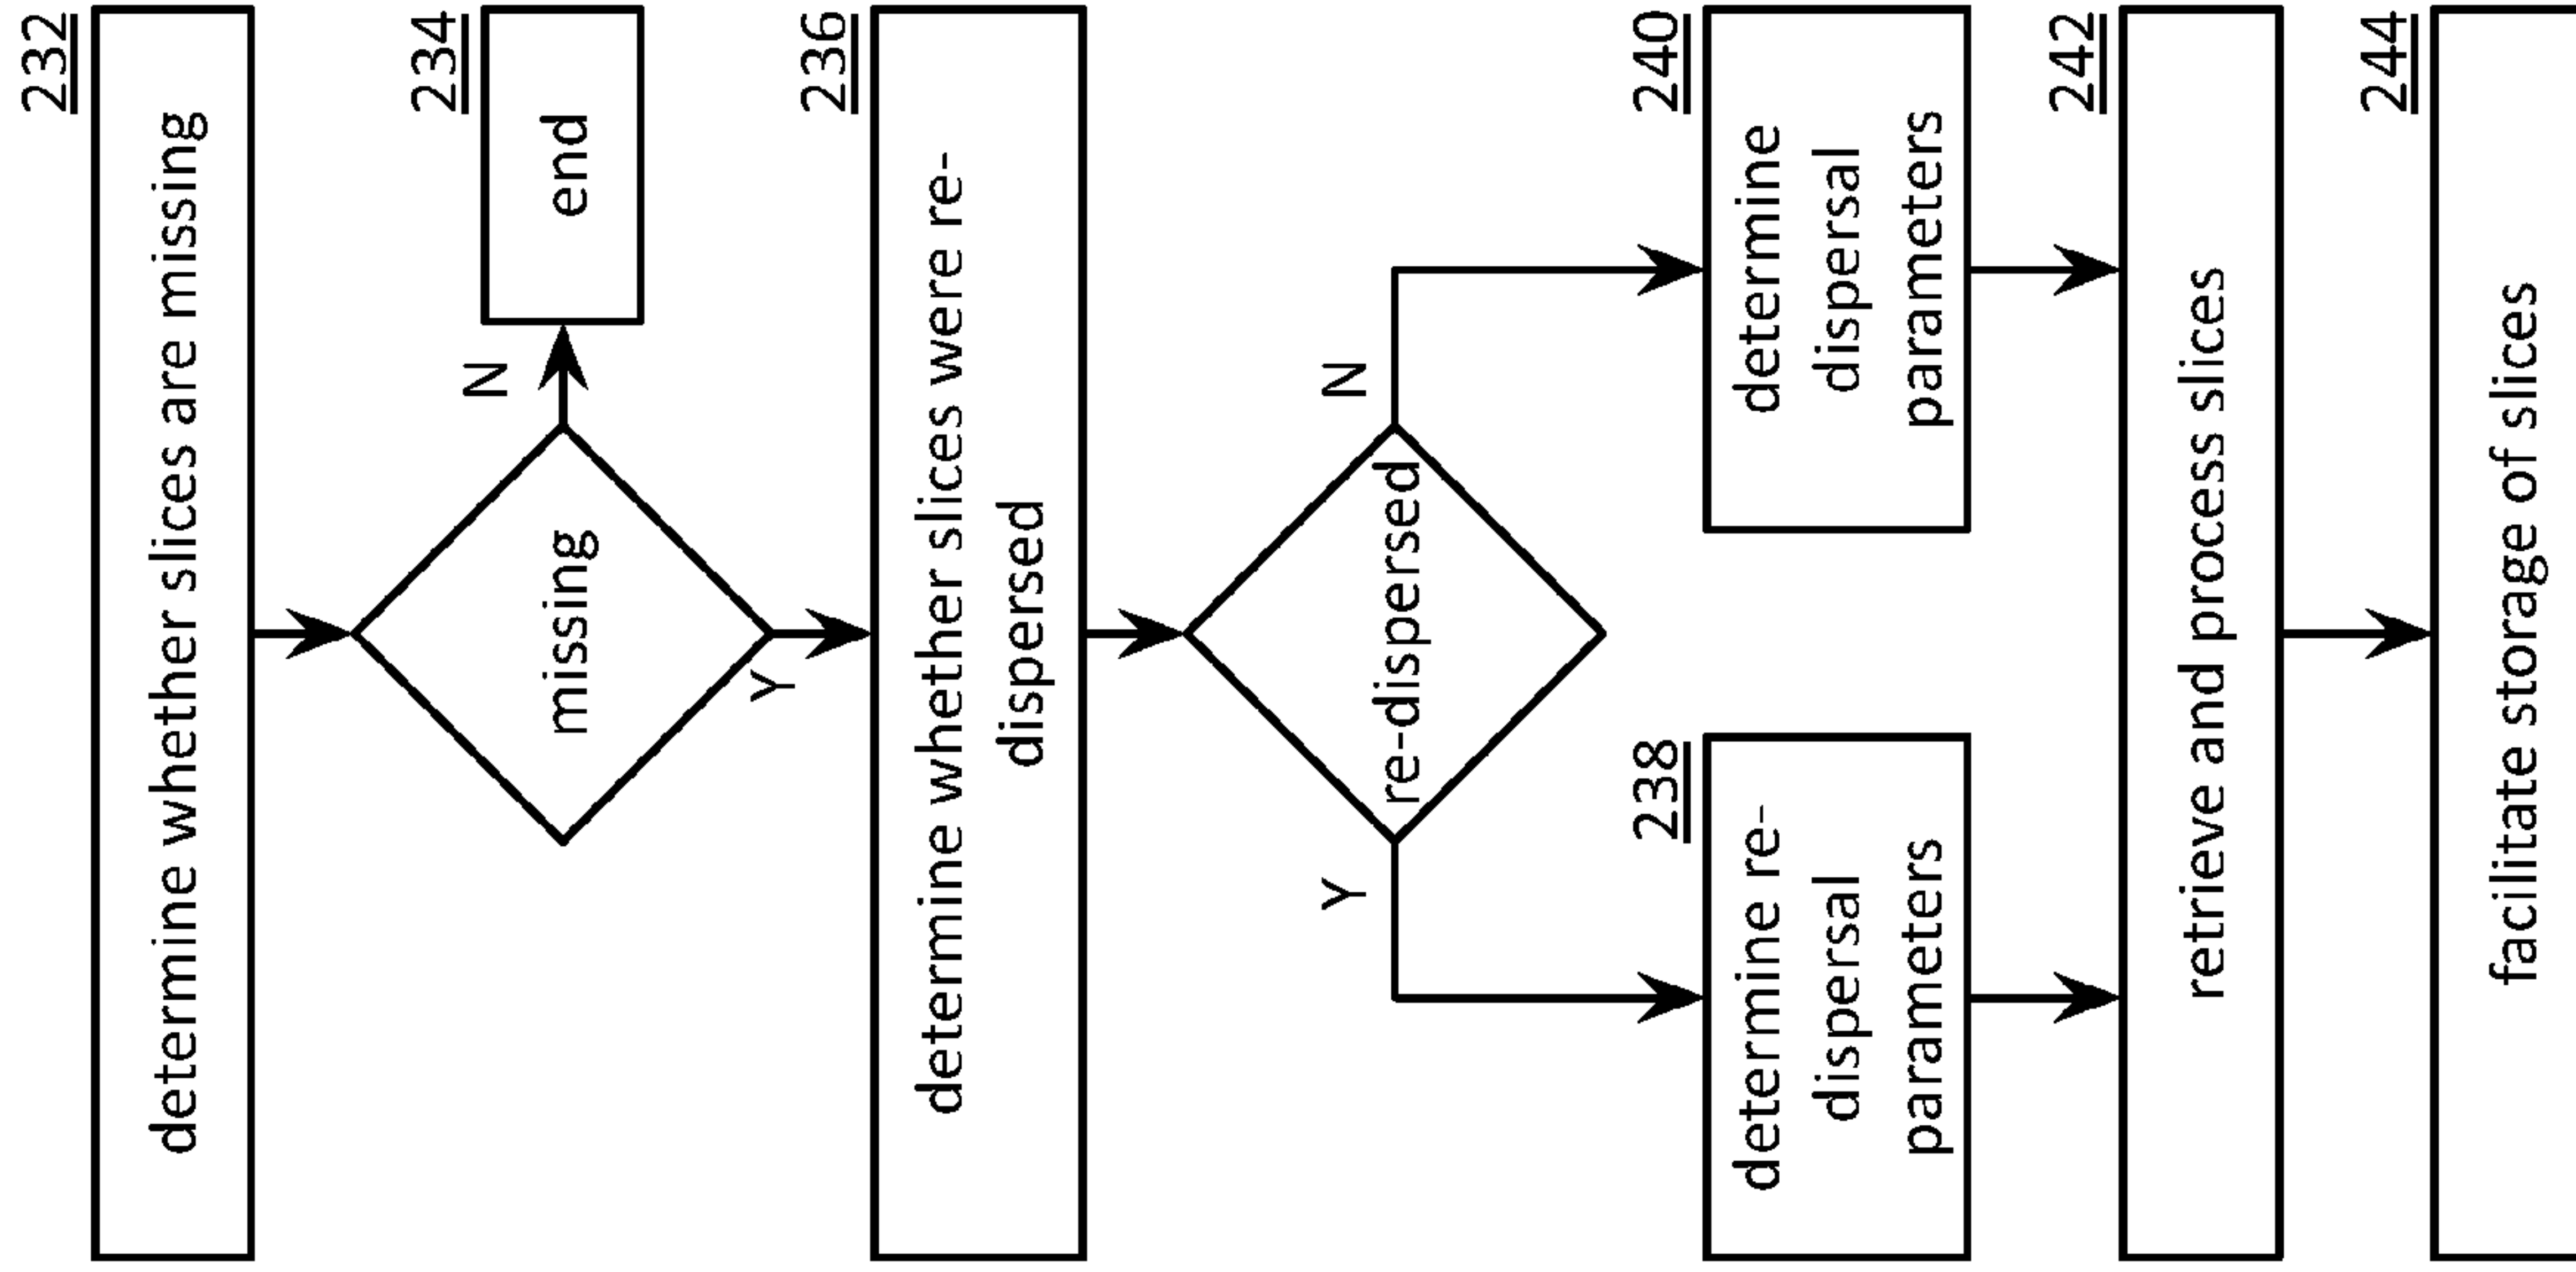 232
determine whether slices are missing
234
missing
N
end
Y
236
determine whether slices were re-
dispersed
re-dispersed
Y
N
238
determine re-
dispersal
parameters
240
determine
dispersal
parameters
242
retrieve and process slices
244
facilitate storage of slices